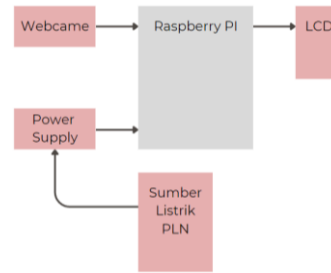 Webcame
Raspberry PI
LCD
Power
Supply
Sumber
Listrik
PLN